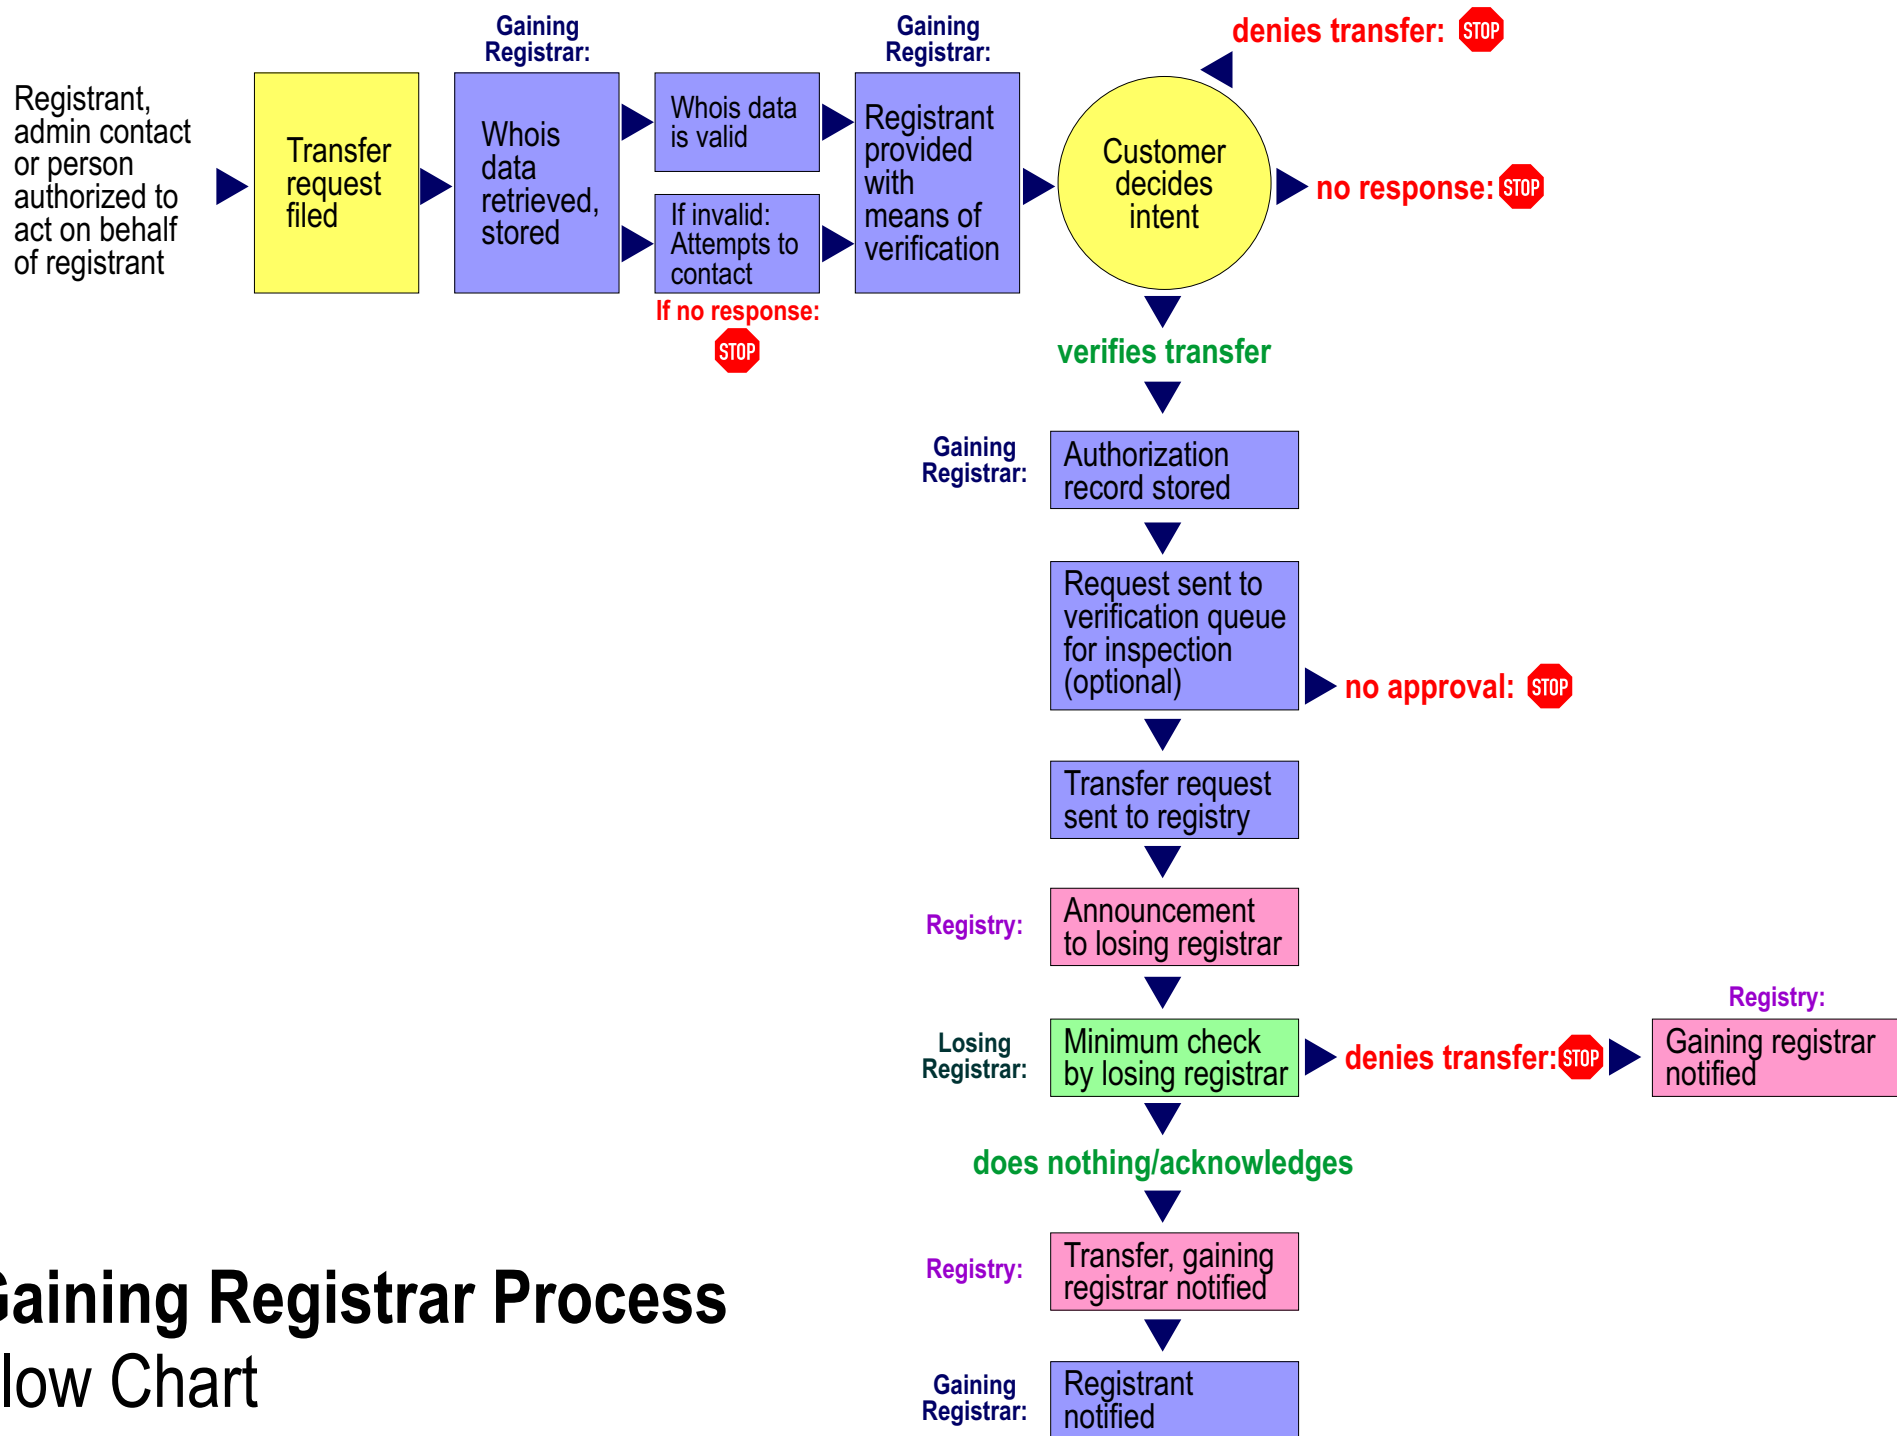 Gaining
Registrar:
Gaining
Registrar:
denies transfer: STOP
Registrant,
admin contact
or person
authorized to
act on behalf
of registrant
Transfer
request
filed
Whois
data
retrieved,
stored
Whois data
is valid
If invalid:
Attempts to
contact
If no response:
STOP
Registrant
provided
with
means of
verification
Customer
decides
intent
no response: STOP
verifies transfer
Gaining
Registrar:
Authorization
record stored
Request sent to
verification queue
for inspection
(optional)
no approval: STOP
Transfer request
sent to registry
Registry:
Announcement
to losing registrar
Losing
Registrar:
Minimum check
by losing registrar
denies transfer: STOP
Registry:
Gaining registrar
notified
does nothing/acknowledges
Registry:
Transfer, gaining
registrar notified
Gaining
Registrar:
Registrant
notified
Gaining Registrar Process
low Chart